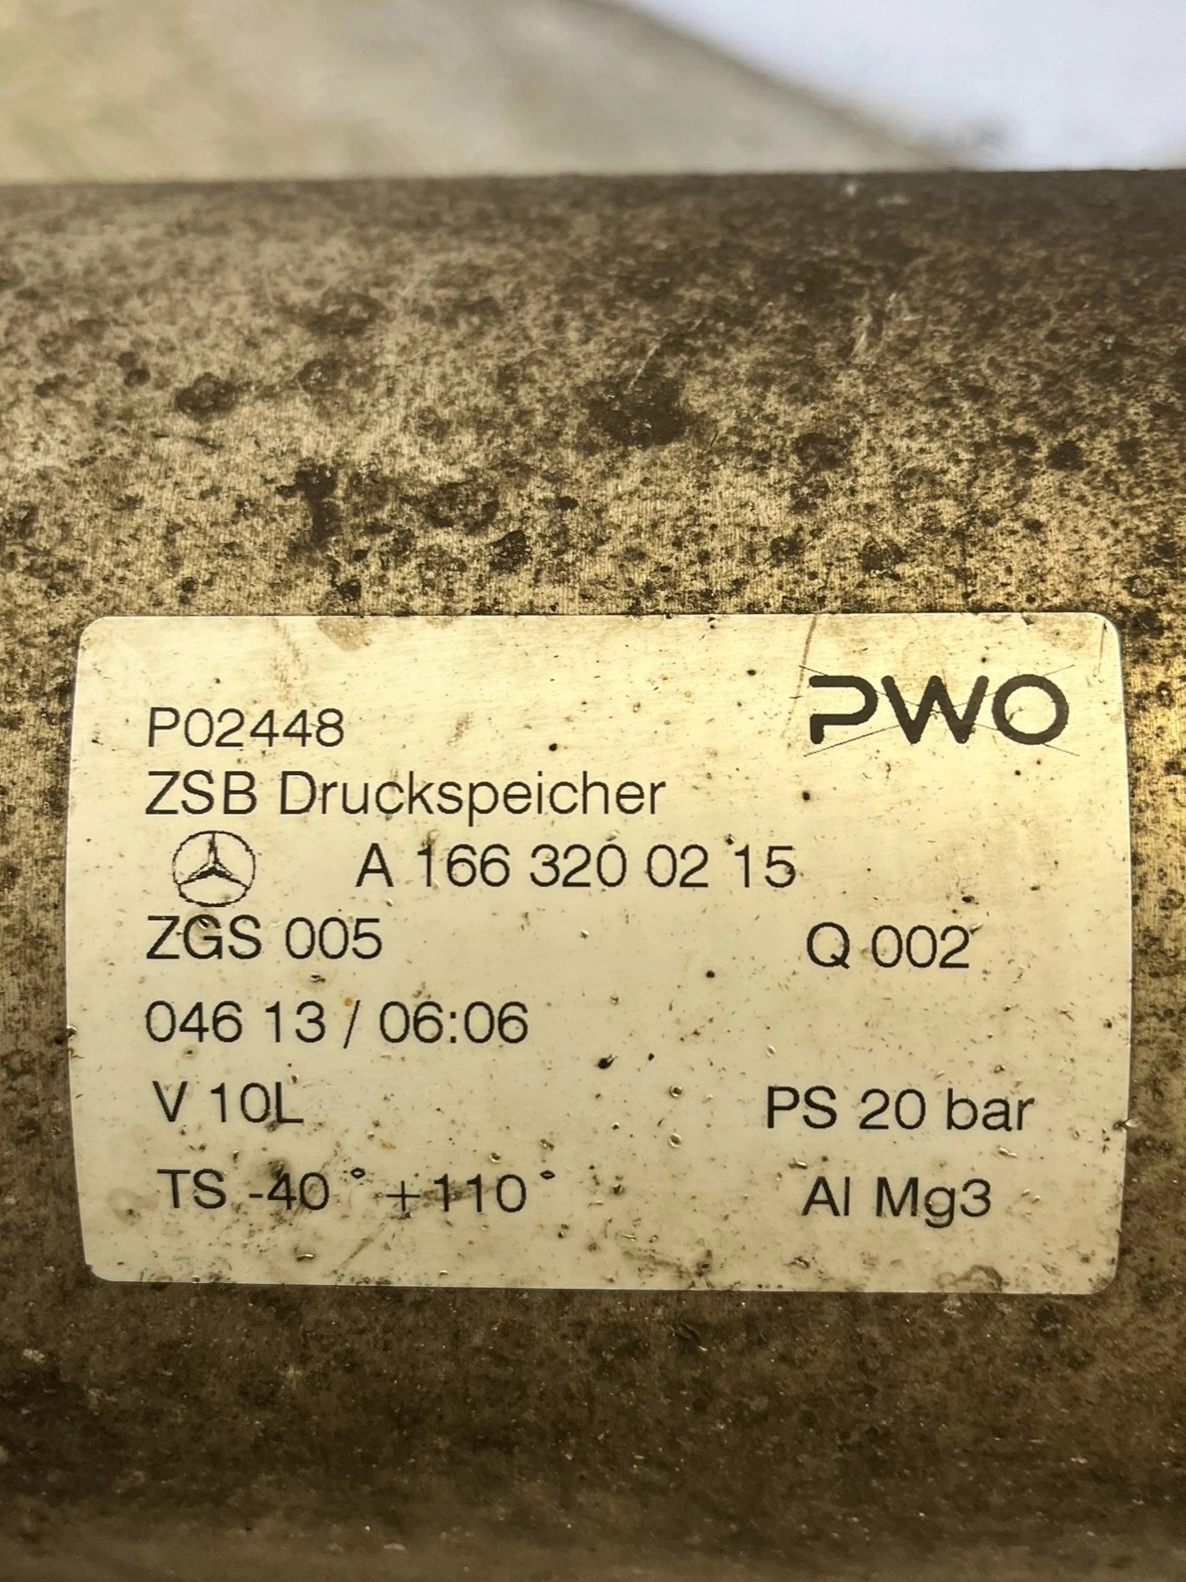 PWO
P02448
ZSB Druckspeicher
A 166 320 02 15
ZGS 005 Q 002
046 13 / 06:06
V 10L PS 20 bar
TS -40° +110° Al Mg3